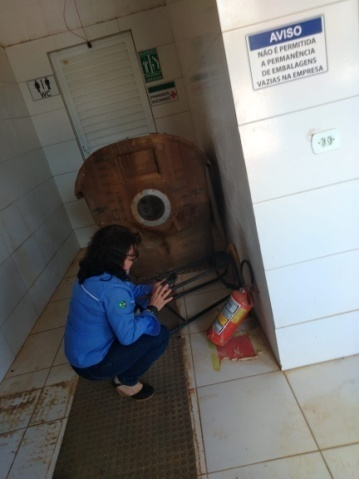 AVISO
NÃO É PERMITIDA
A PERMANÊNCIA
DE EMBALAGENS
VAZIAS NA EMPRESA
WC